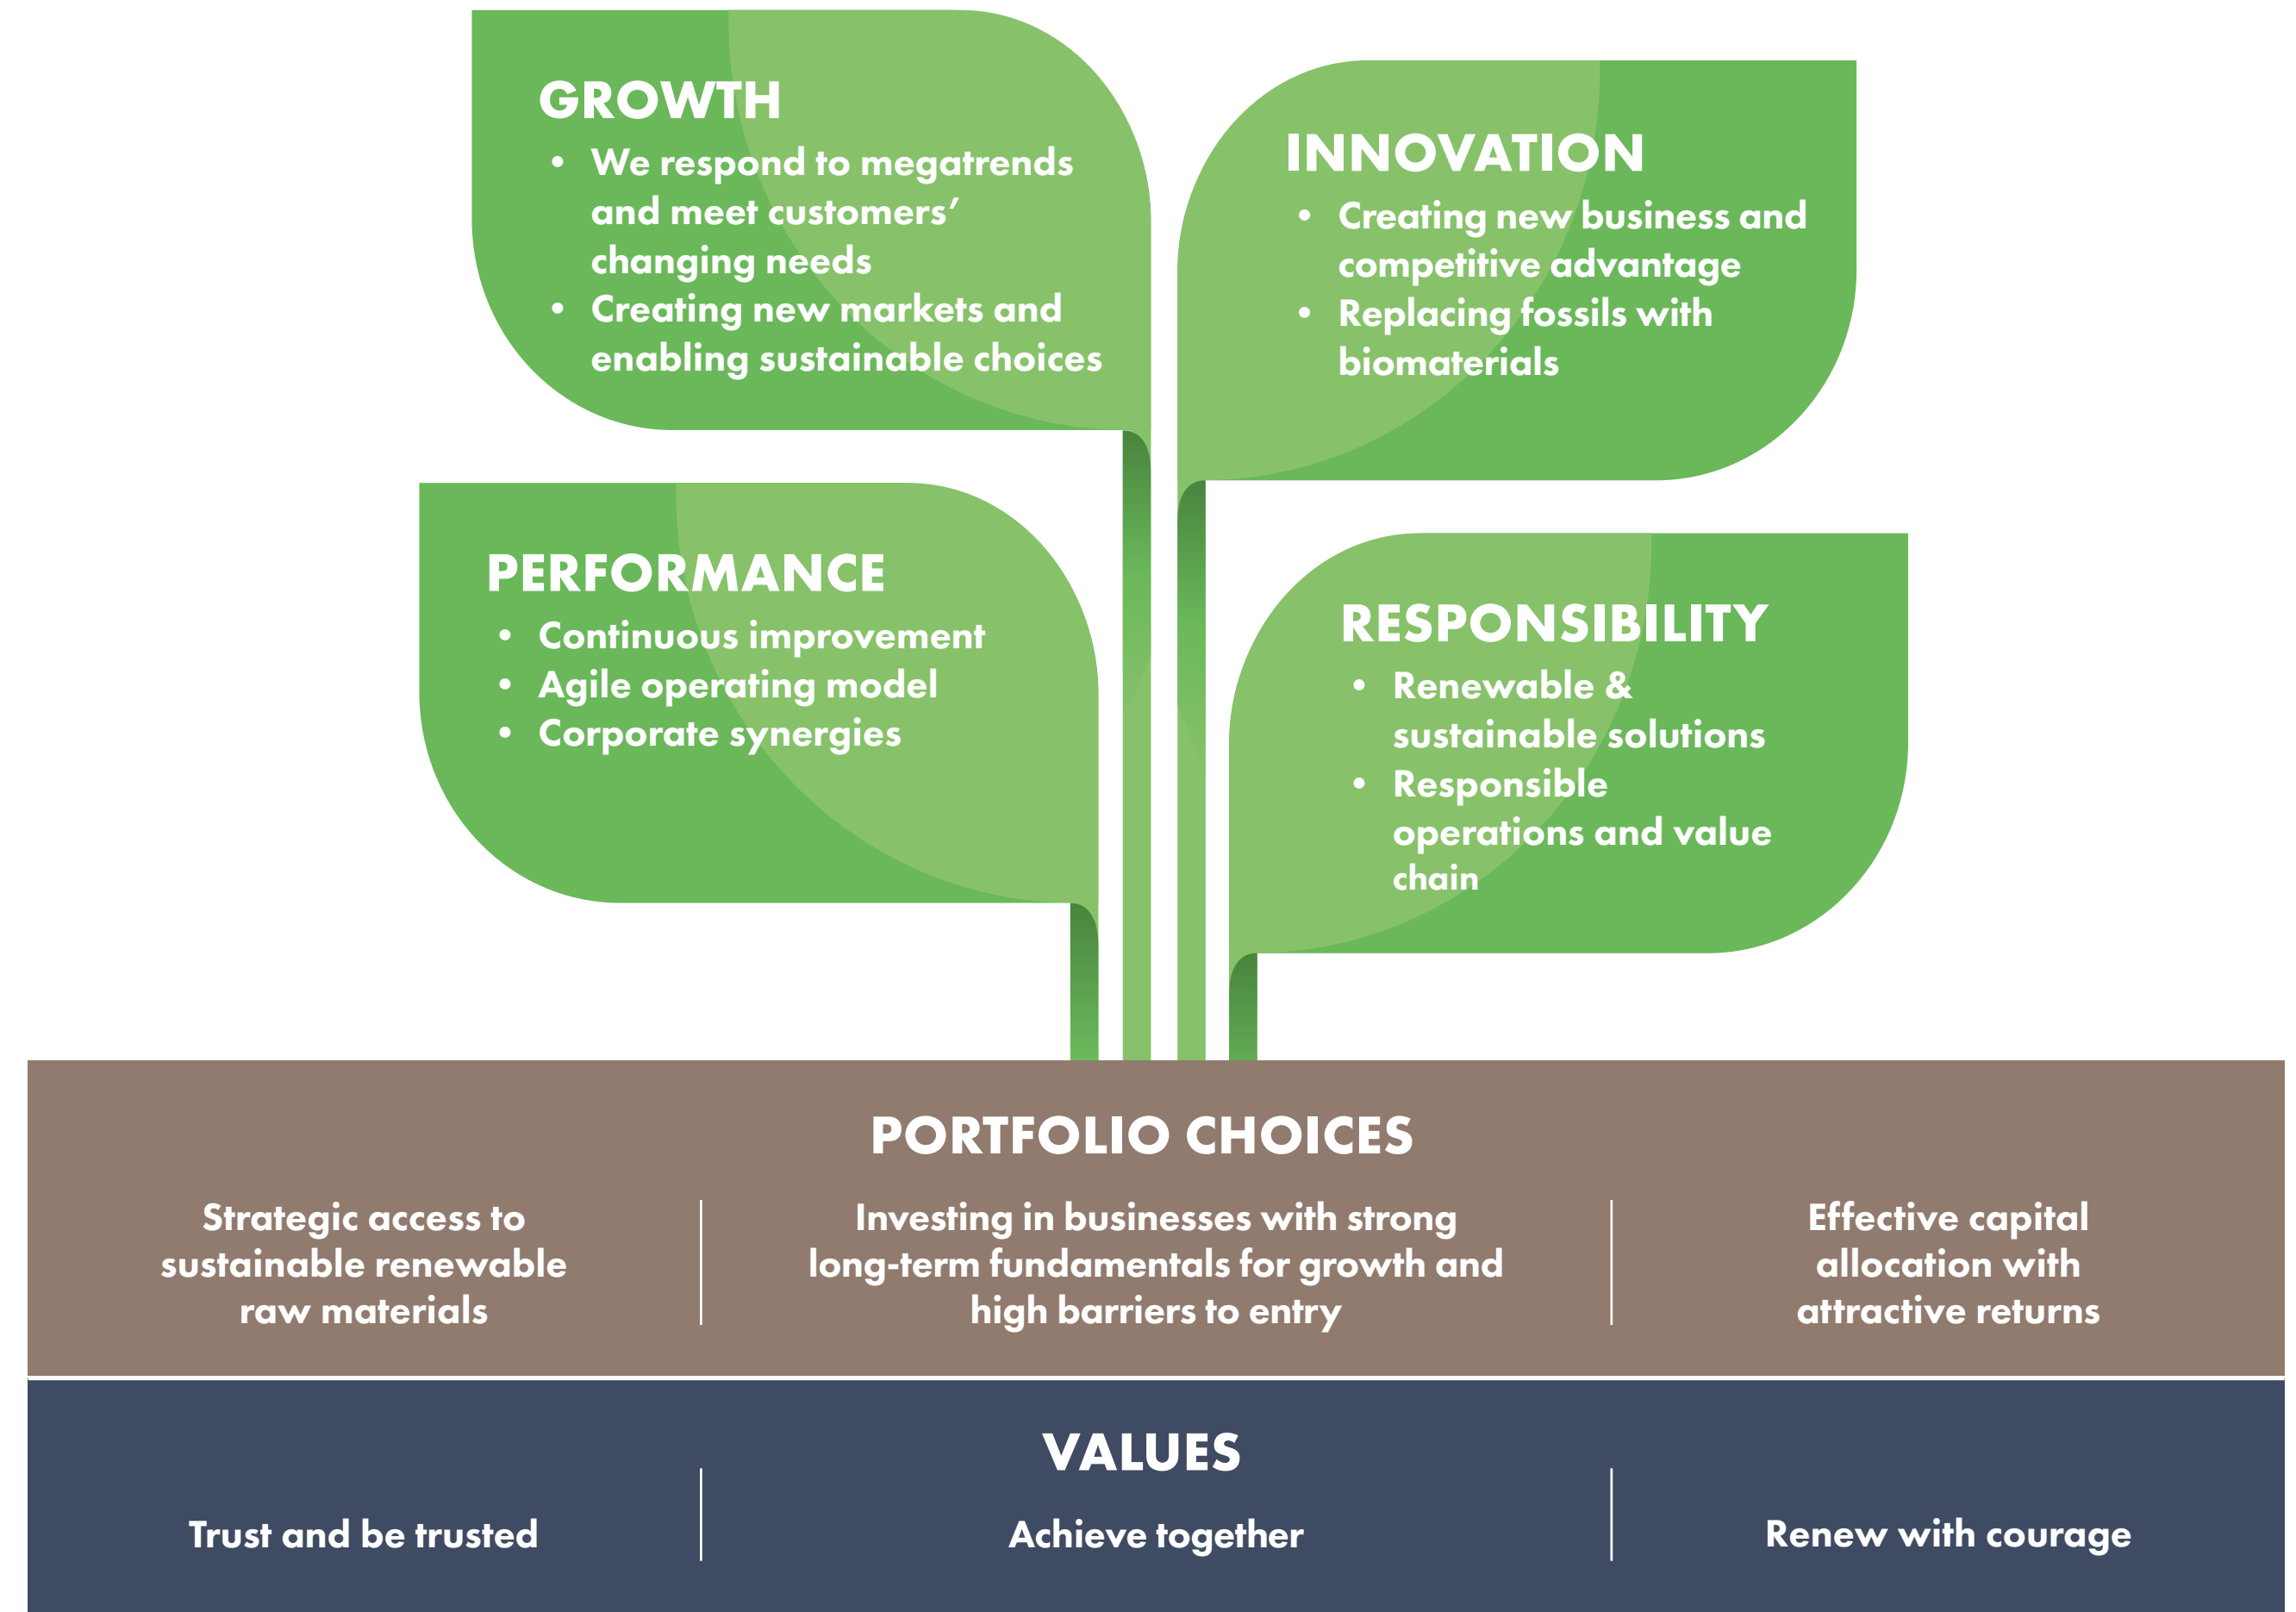 GROWTH
• We respond to megatrends
and meet customers’
changing needs
• Creating new markets and
enabling sustainable choices
INNOVATION
• Creating new business and
competitive advantage
• Replacing fossils with
biomaterials
PERFORMANCE
• Continuous improvement
• Agile operating model
• Corporate synergies
RESPONSIBILITY
• Renewable &
sustainable solutions
• Responsible
operations and value
chain
PORTFOLIO CHOICES
Strategic access to
sustainable renewable
raw materials
Investing in businesses with strong
long-term fundamentals for growth and
high barriers to entry
Effective capital
allocation with
attractive returns
VALUES
Trust and be trusted
Achieve together
Renew with courage